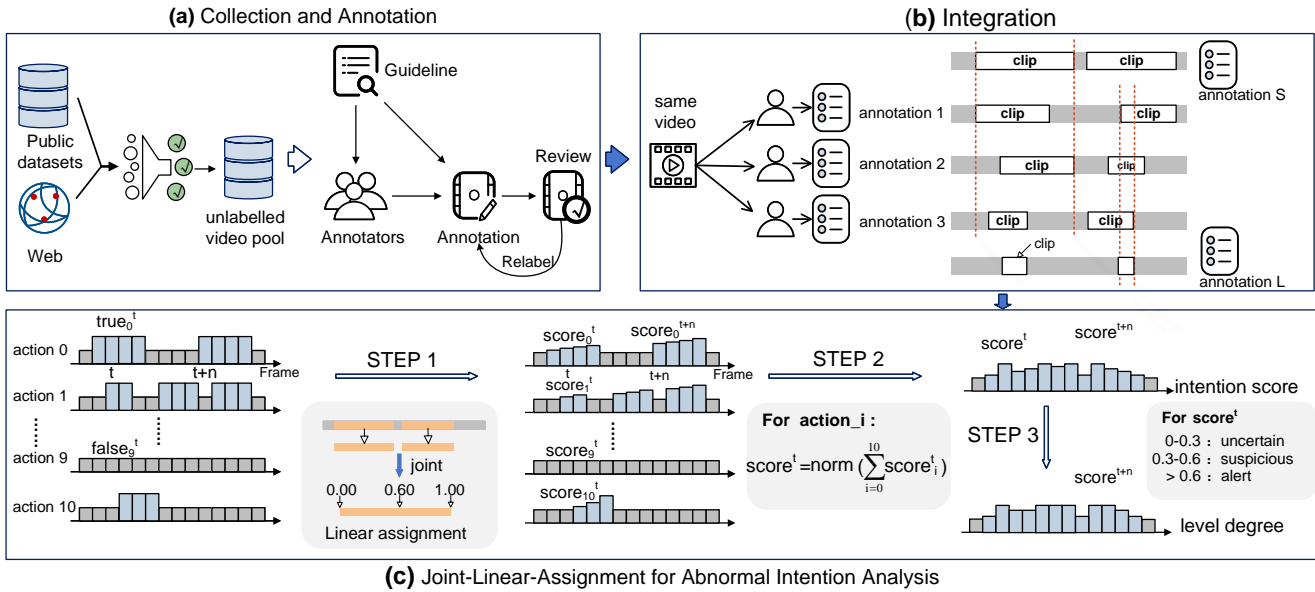 (a) Collection and Annotation
Public
datasets
Web
unlabelled
video pool
Guideline
Annotators
Annotation
Review
Relabel
(b) Integration
same
video
annotation 1
annotation 2
annotation 3
clip clip
annotation S
clip clip
clip clip
clip clip
clip
annotation L
action 0
true₀ᵗ
Frame
action 1
t t+n
action 9
false₉ᵗ
action 10
STEP 1
joint
0.00 0.60 1.00
Linear assignment
score₀ᵗ score₀ᵗ⁺ⁿ
Frame
score₁ᵗ t t+n
score₉ᵗ
score₁₀ᵗ
STEP 2
For action_i :
scoreᵗ=norm (∑_{i=0}^{10} scoreᵢᵗ)
scoreᵗ scoreᵗ⁺ⁿ
intention score
STEP 3
For scoreᵗ
0-0.3 : uncertain
0.3-0.6 : suspicious
> 0.6 : alert
scoreᵗ⁺ⁿ
level degree
(c) Joint-Linear-Assignment for Abnormal Intention Analysis